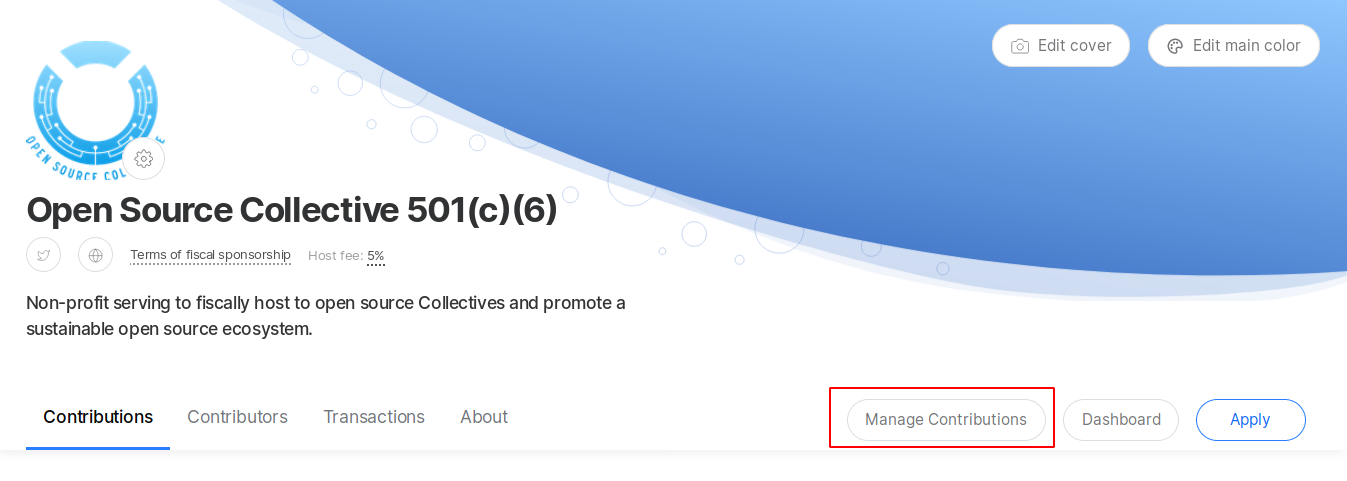 Edit cover
Edit main color
OPEN SOURCE COL
E
Open Source Collective 501(c)(6)
Terms of fiscal sponsorship
Host fee: 5%
Non-profit serving to fiscally host to open source Collectives and promote a
sustainable open source ecosystem.
Contributions
Contributors
Transactions
About
Manage Contributions
Dashboard
Apply